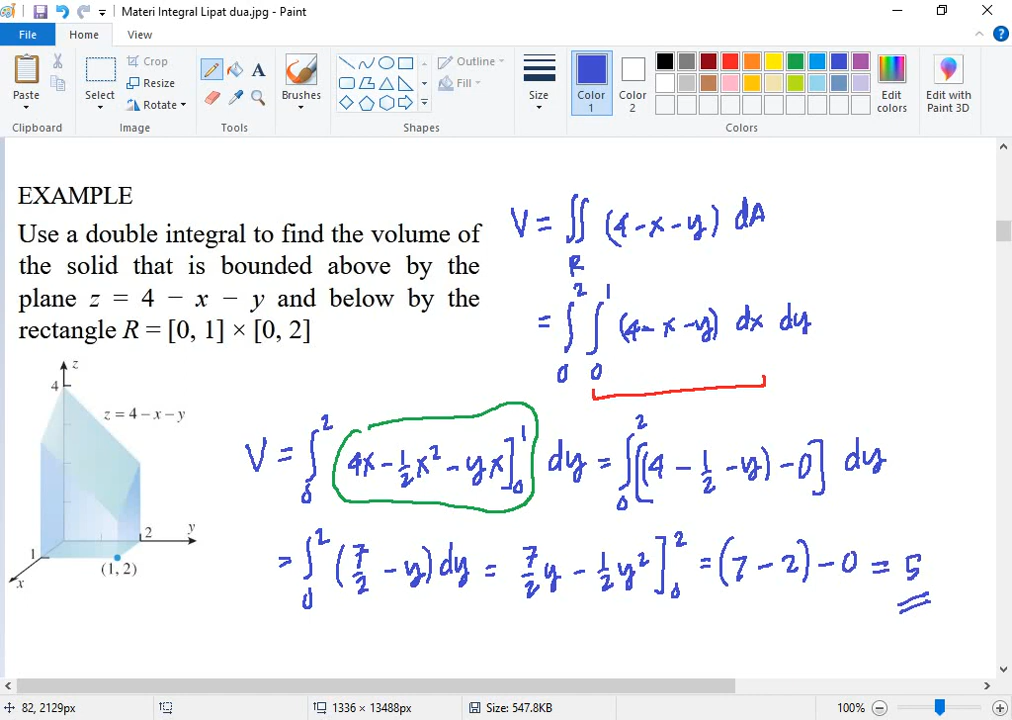 Materi Integral Lipat dua.jpg - Paint
File Home View
Paste
Select
Crop
Resize
Rotate
A
Brushes
Outline
Fill
Size
Color 1
Color 2
Edit colors
Edit with Paint 3D
Clipboard Image Tools Shapes Colors
EXAMPLE
Use a double integral to find the volume of
the solid that is bounded above by the
plane z = 4 − x − y and below by the
rectangle R = [0, 1] × [0, 2]
z
4
z = 4 − x − y
2
y
1
(1, 2)
x
V = ∬_R (4 - x - y) dA
= ∫_0^2 ∫_0^1 (4 - x - y) dx dy
V = ∫_0^2 4x - 1/2 x² - yx]_0^1 dy = ∫_0^2 [(4 - 1/2 - y) - 0] dy
= ∫_0^2 (7/2 - y) dy = 7/2 y - 1/2 y²]_0^2 = (7 - 2) - 0 = 5
82, 2129px 1336 × 13488px Size: 547.8KB 100%